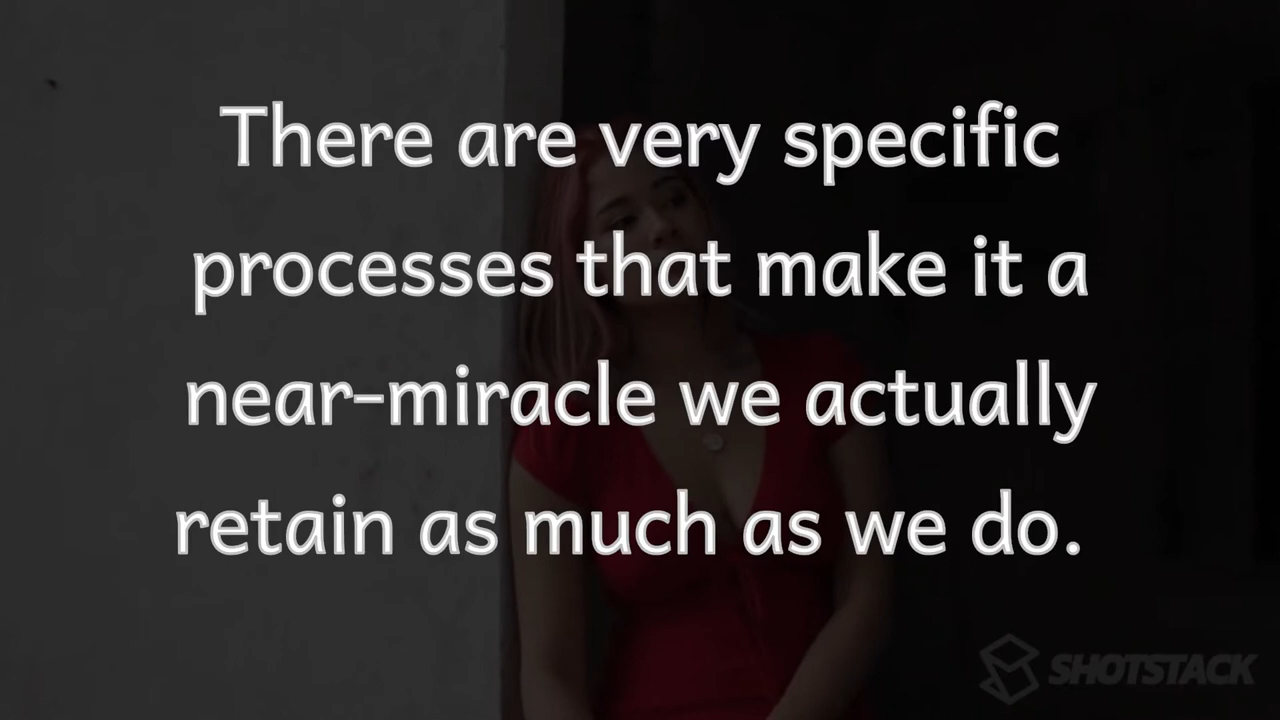 There are very specific
processes that make it a
near-miracle we actually
retain as much as we do.
SHOTSTACK